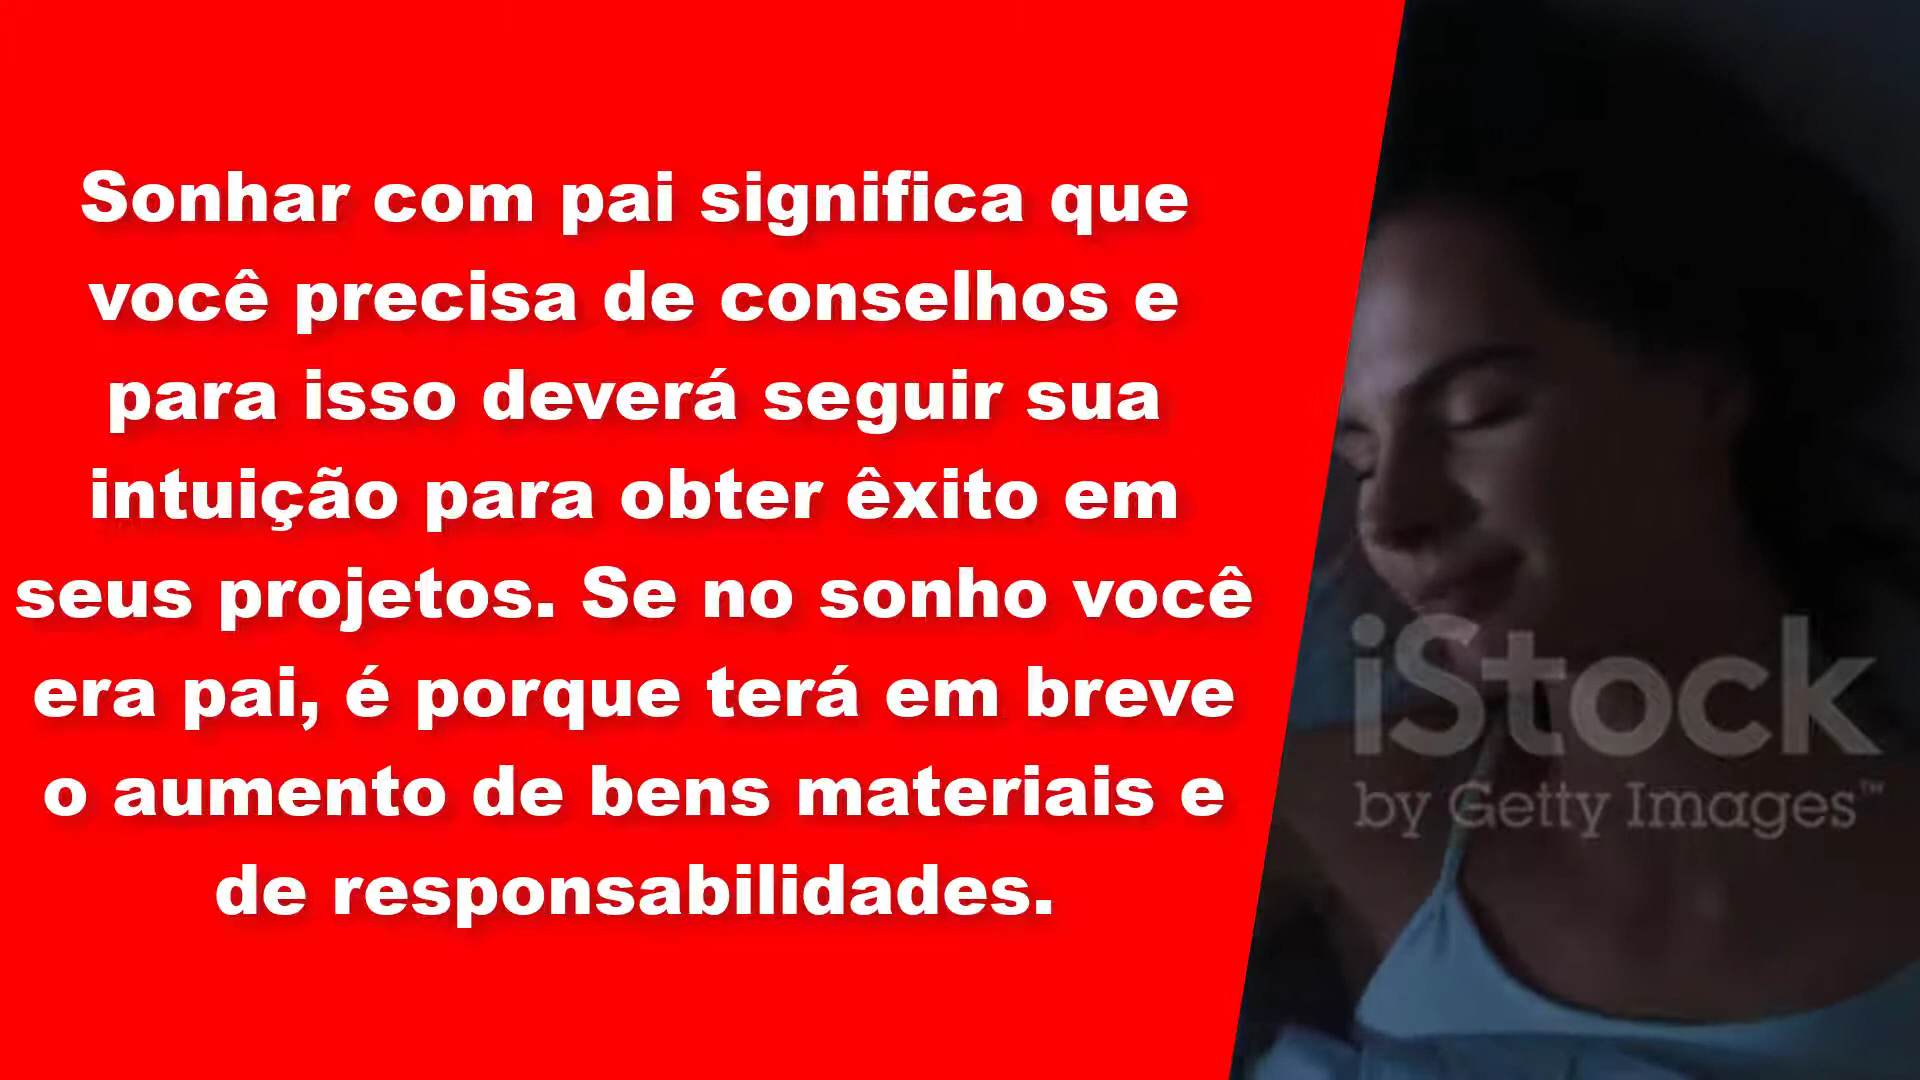 Sonhar com pai significa que
você precisa de conselhos e
para isso deverá seguir sua
intuição para obter êxito em
seus projetos. Se no sonho você
era pai, é porque terá em breve
o aumento de bens materiais e
de responsabilidades.
iStock
by Getty Images™